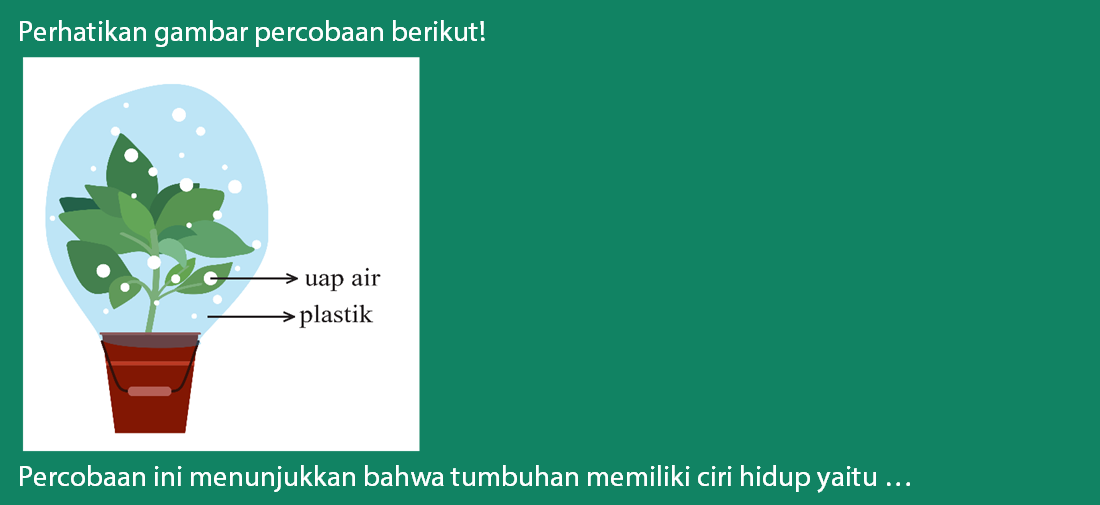 Perhatikan gambar percobaan berikut!
uap air
plastik
Percobaan ini menunjukkan bahwa tumbuhan memiliki ciri hidup yaitu ...